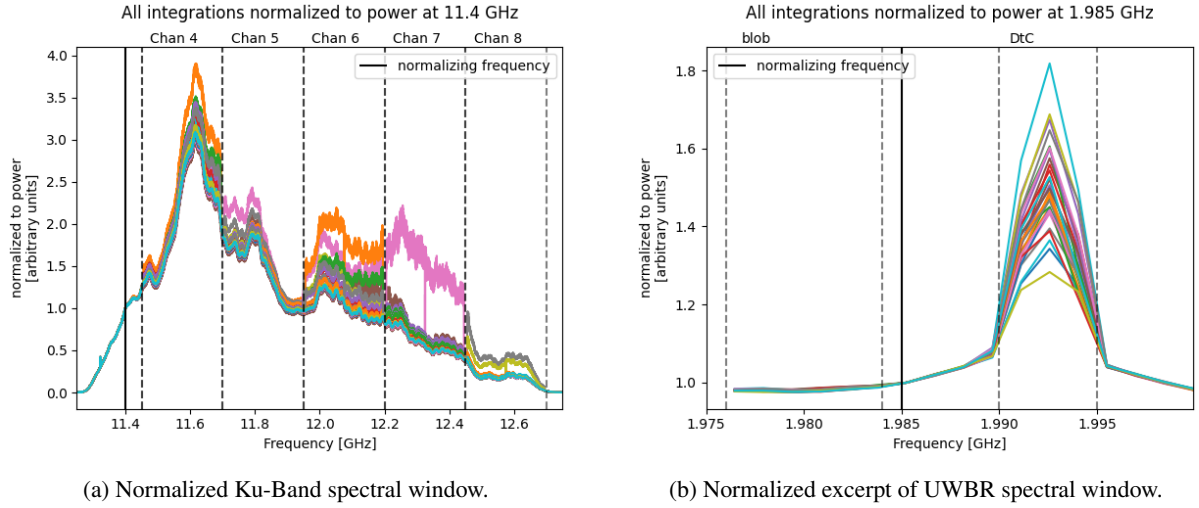 All integrations normalized to power at 11.4 GHz
Chan 4 Chan 5 Chan 6 Chan 7 Chan 8
normalizing frequency
4.0
3.5
3.0
2.5
2.0
1.5
1.0
0.5
0.0
normalized to power
[arbitrary units]
11.4 11.6 11.8 12.0 12.2 12.4 12.6
Frequency [GHz]
(a) Normalized Ku-Band spectral window.
All integrations normalized to power at 1.985 GHz
blob DtC
normalizing frequency
1.8
1.6
1.4
1.2
1.0
normalized to power
[arbitrary units]
1.975 1.980 1.985 1.990 1.995
Frequency [GHz]
(b) Normalized excerpt of UWBR spectral window.